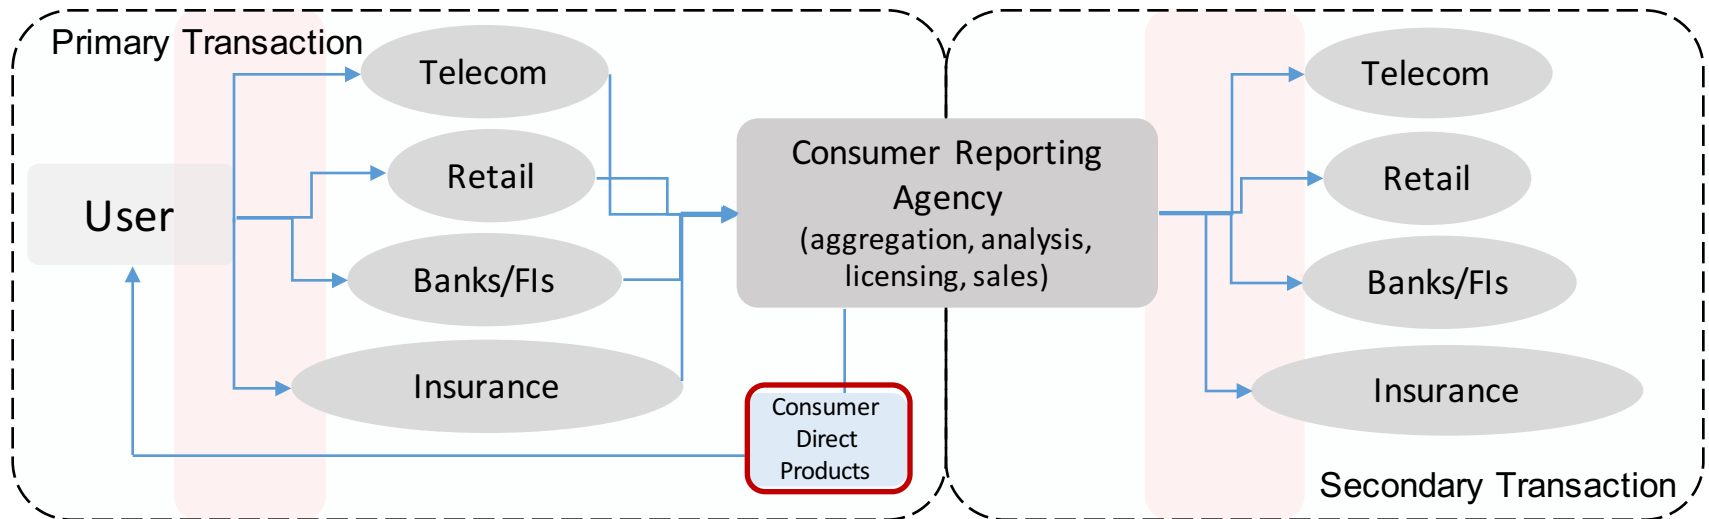 Primary Transaction
Telecom
Retail
User
Banks/FIs
Insurance
Consumer Reporting
Agency
(aggregation, analysis,
licensing, sales)
Consumer
Direct
Products
Telecom
Retail
Banks/FIs
Insurance
Secondary Transaction